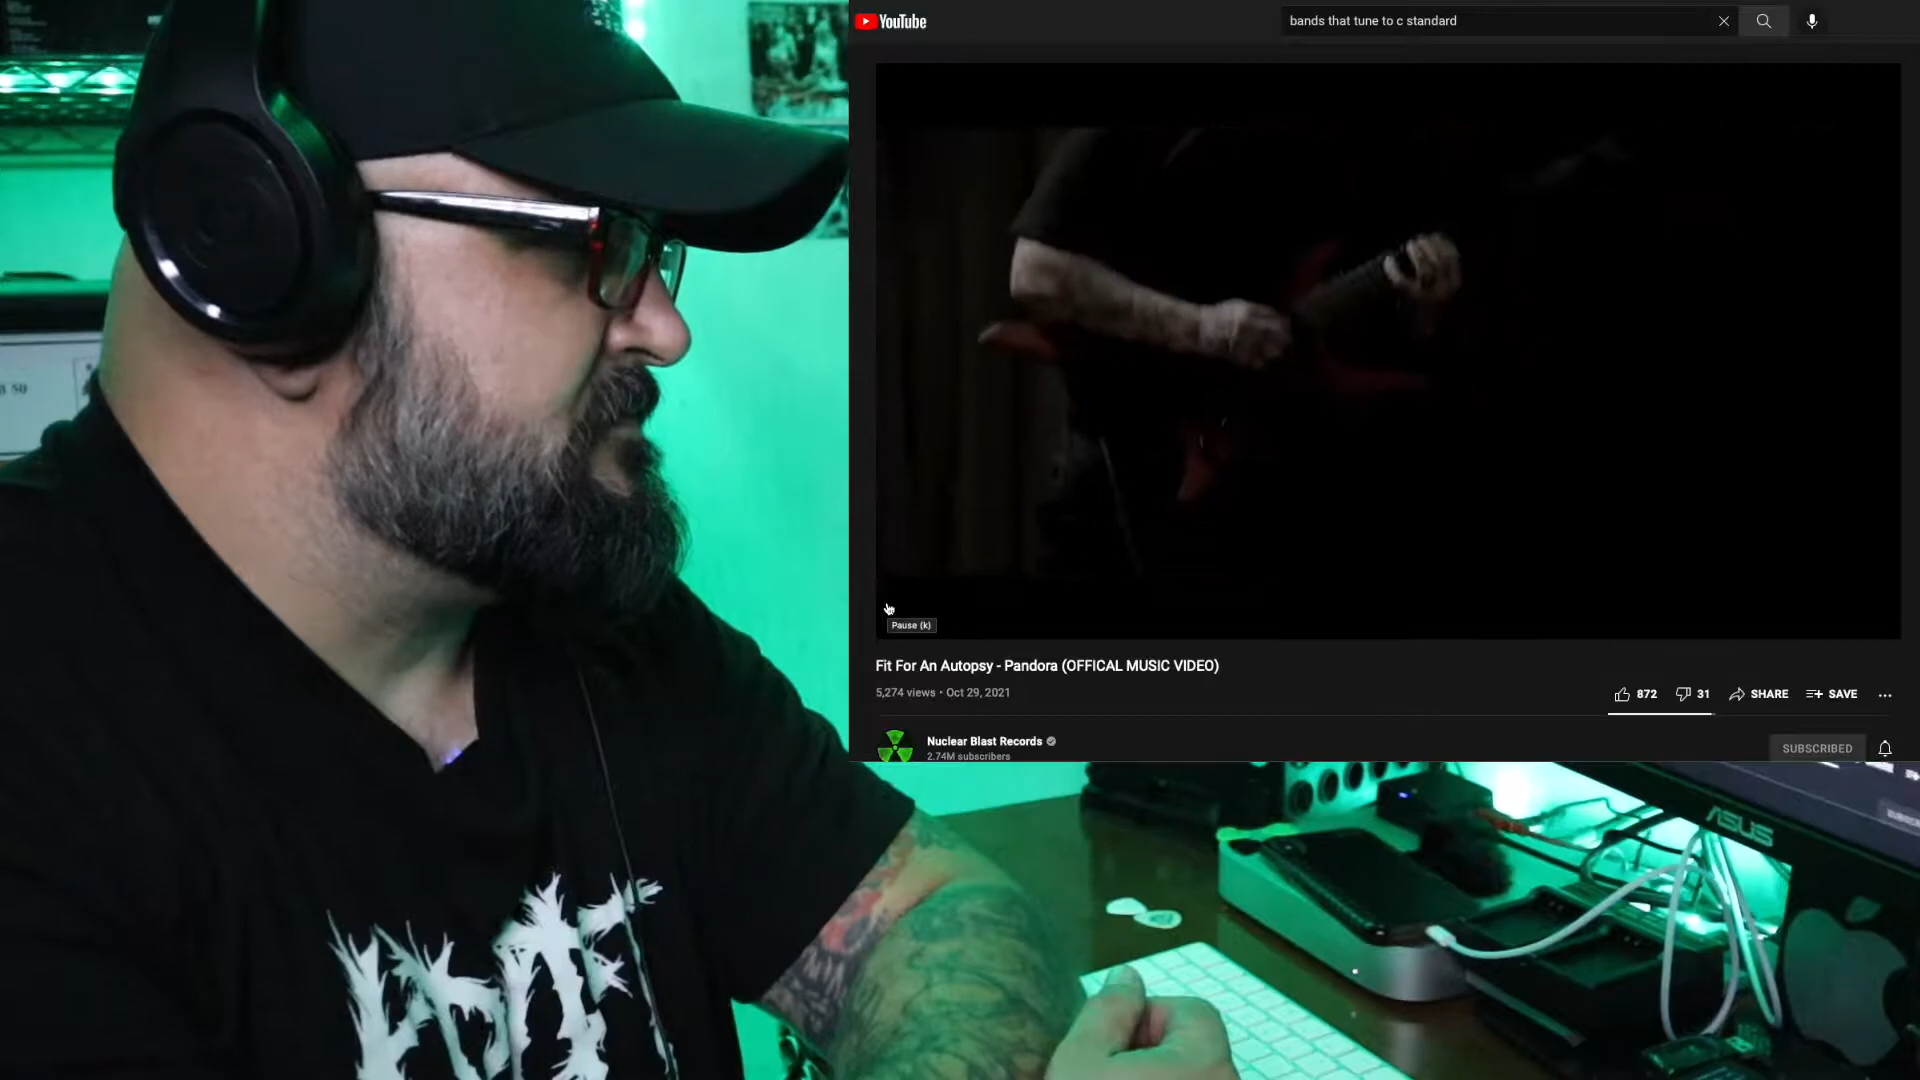 YouTube
bands that tune to c standard
Pause (k)
Fit For An Autopsy - Pandora (OFFICAL MUSIC VIDEO)
5,274 views • Oct 29, 2021
872
31
SHARE
SAVE
Nuclear Blast Records
2.74M subscribers
SUBSCRIBED
ASUS